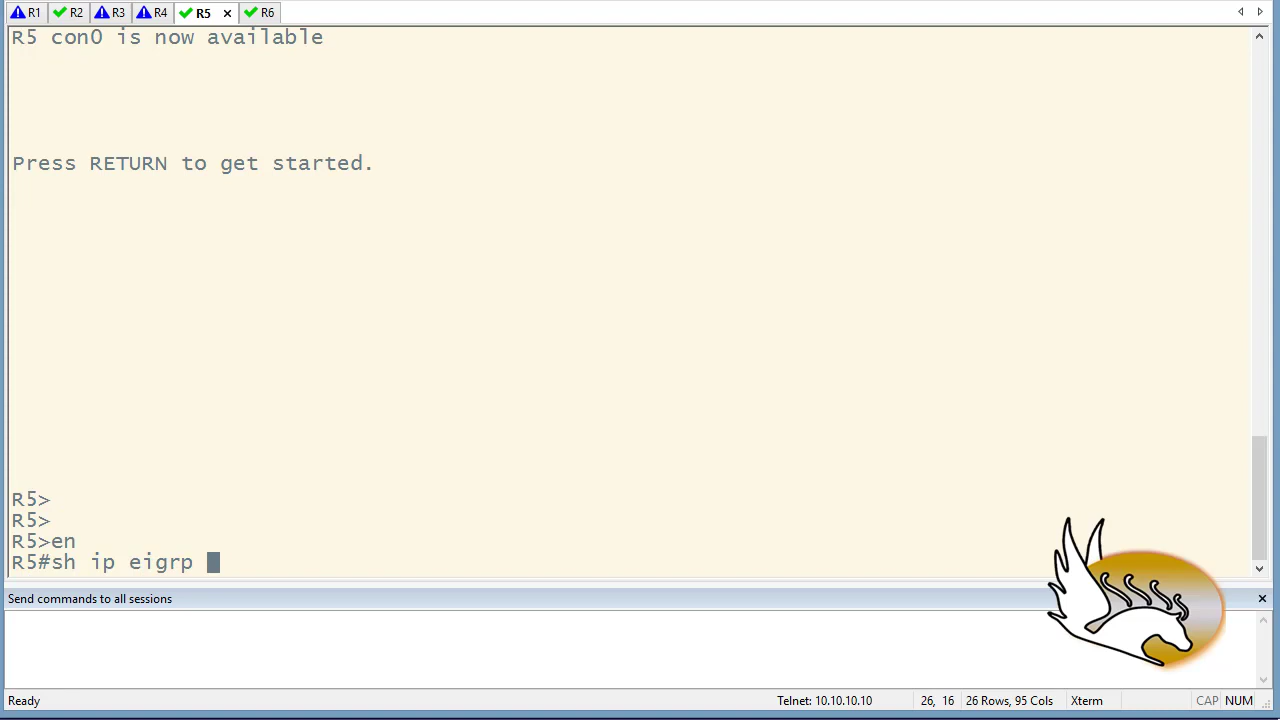 R1 R2 R3 R4 R5 × R6
R5 con0 is now available
Press RETURN to get started.
R5>
R5>
R5>en
R5#sh ip eigrp
Send commands to all sessions ×
Ready Telnet: 10.10.10.10 26, 16 26 Rows, 95 Cols Xterm CAP NUM